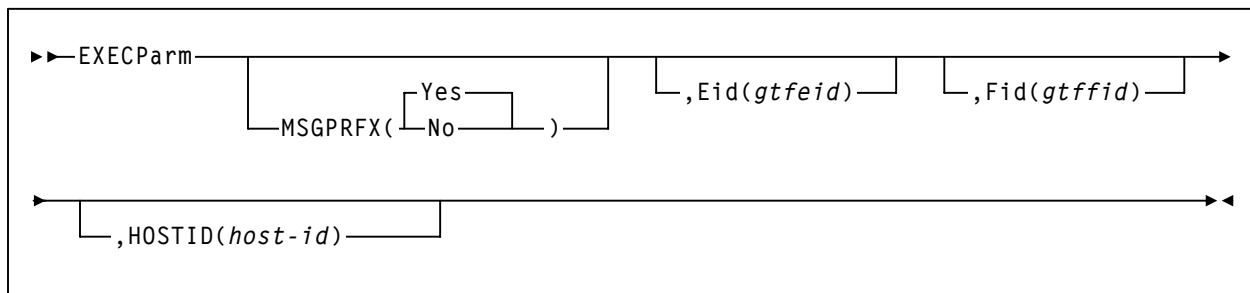 EXECParm
Yes
,Eid(gtfeid)
,Fid(gtffid)
MSGPRFX( No )
,HOSTID(host-id)